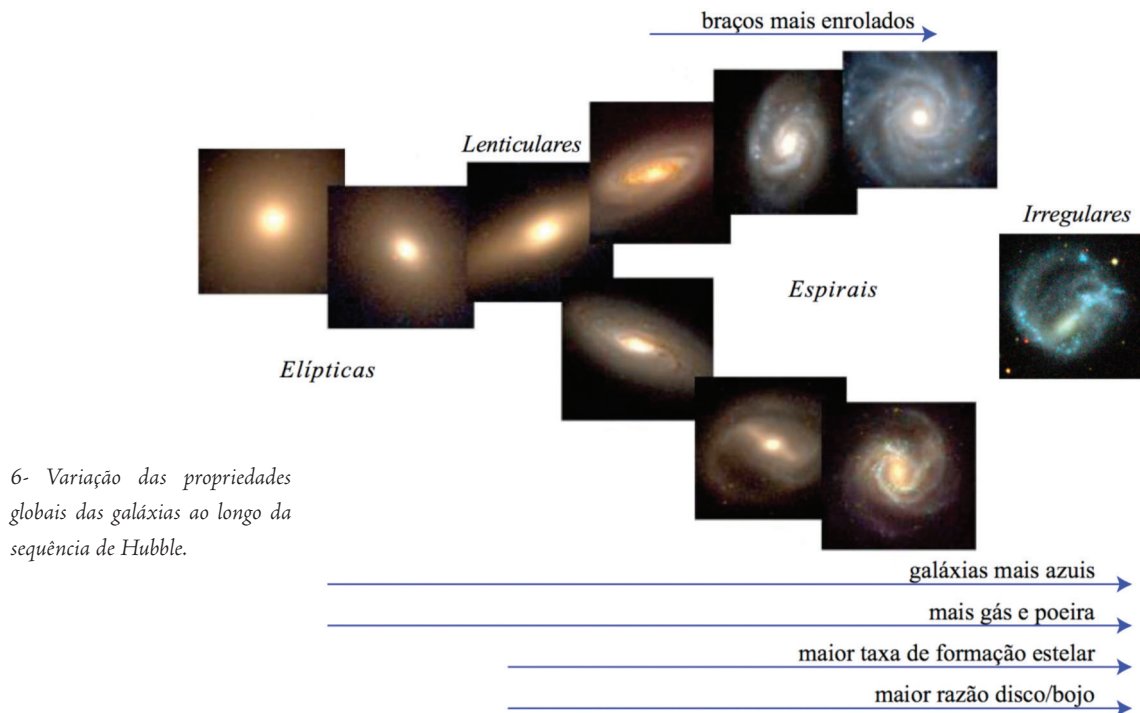 braços mais enrolados
Lenticulares
Irregulares
Espirais
Elípticas
6- Variação das propriedades
globais das galáxias ao longo da
sequência de Hubble.
galáxias mais azuis
mais gás e poeira
maior taxa de formação estelar
maior razão disco/bojo